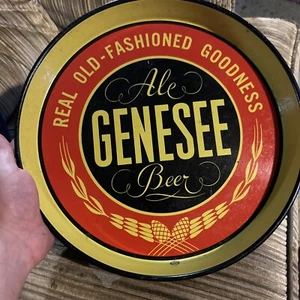 REAL OLD-FASHIONED GOODNESS
Ale
GENESEE
Beer